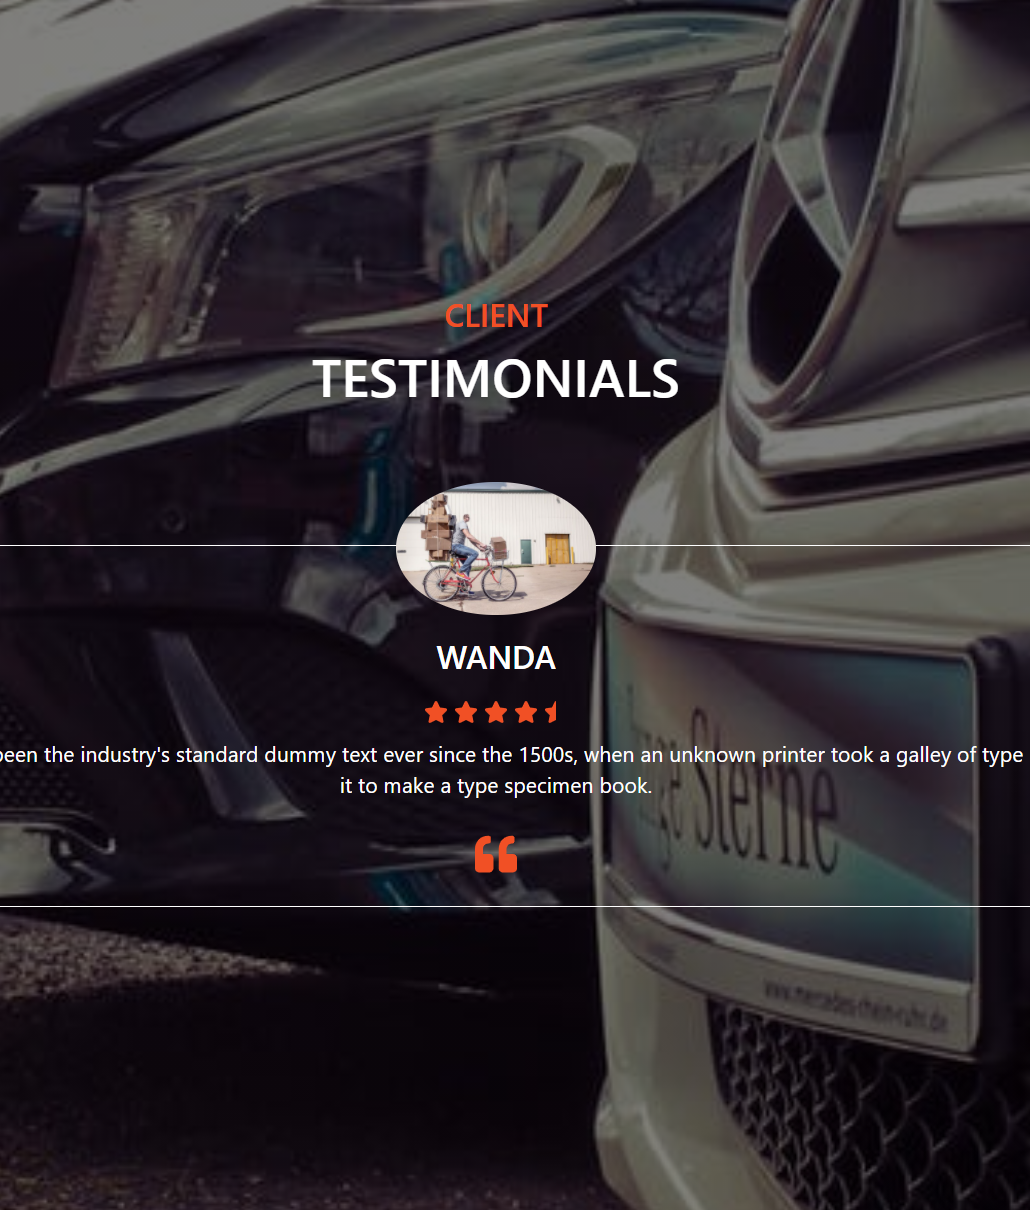 CLIENT
TESTIMONIALS
WANDA
been the industry's standard dummy text ever since the 1500s, when an unknown printer took a galley of type
it to make a type specimen book.
Sterne
www.mercedes-rhein-ruhr.de